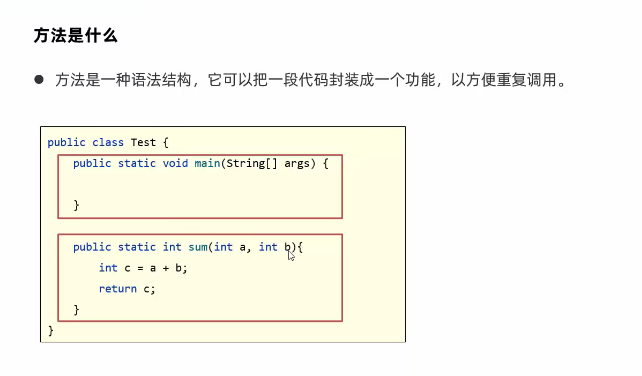 方法是什么
● 方法是一种语法结构，它可以把一段代码封装成一个功能，以方便重复调用。
public class Test {
    public static void main(String[] args) {

    }

    public static int sum(int a, int b){
        int c = a + b;
        return c;
    }
}